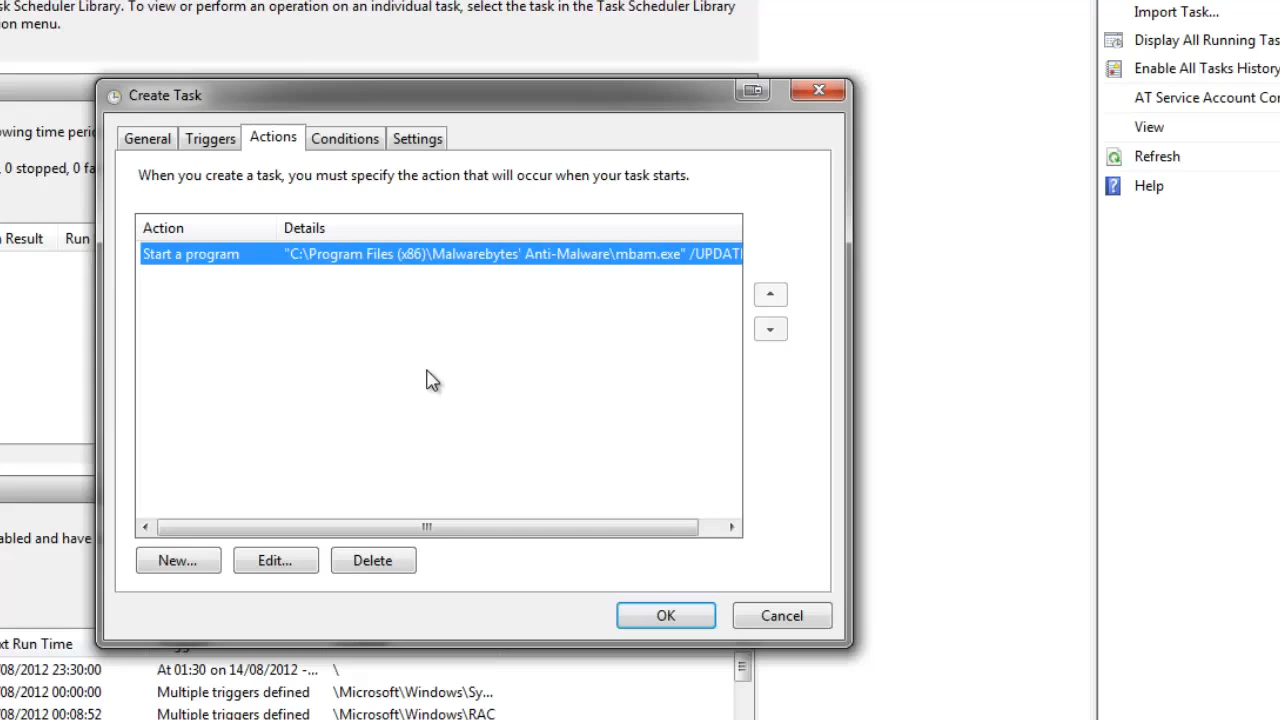 sk Scheduler Library. To view or perform an operation on an individual task, select the task in the Task Scheduler Library
on menu.
Import Task...
Display All Running Tas
Enable All Tasks History
AT Service Account Con
View
Refresh
Help
Create Task
General Triggers Actions Conditions Settings
owing time perio
, 0 stopped, 0 fa
When you create a task, you must specify the action that will occur when your task starts.
Result Run
Action Details
Start a program "C:\Program Files (x86)\Malwarebytes' Anti-Malware\mbam.exe" /UPDATE
abled and have
New... Edit... Delete
OK Cancel
xt Run Time
08/2012 23:30:00 At 01:30 on 14/08/2012 -... \
08/2012 00:00:00 Multiple triggers defined \Microsoft\Windows\Sy...
08/2012 00:08:52 Multiple triggers defined \Microsoft\Windows\RAC